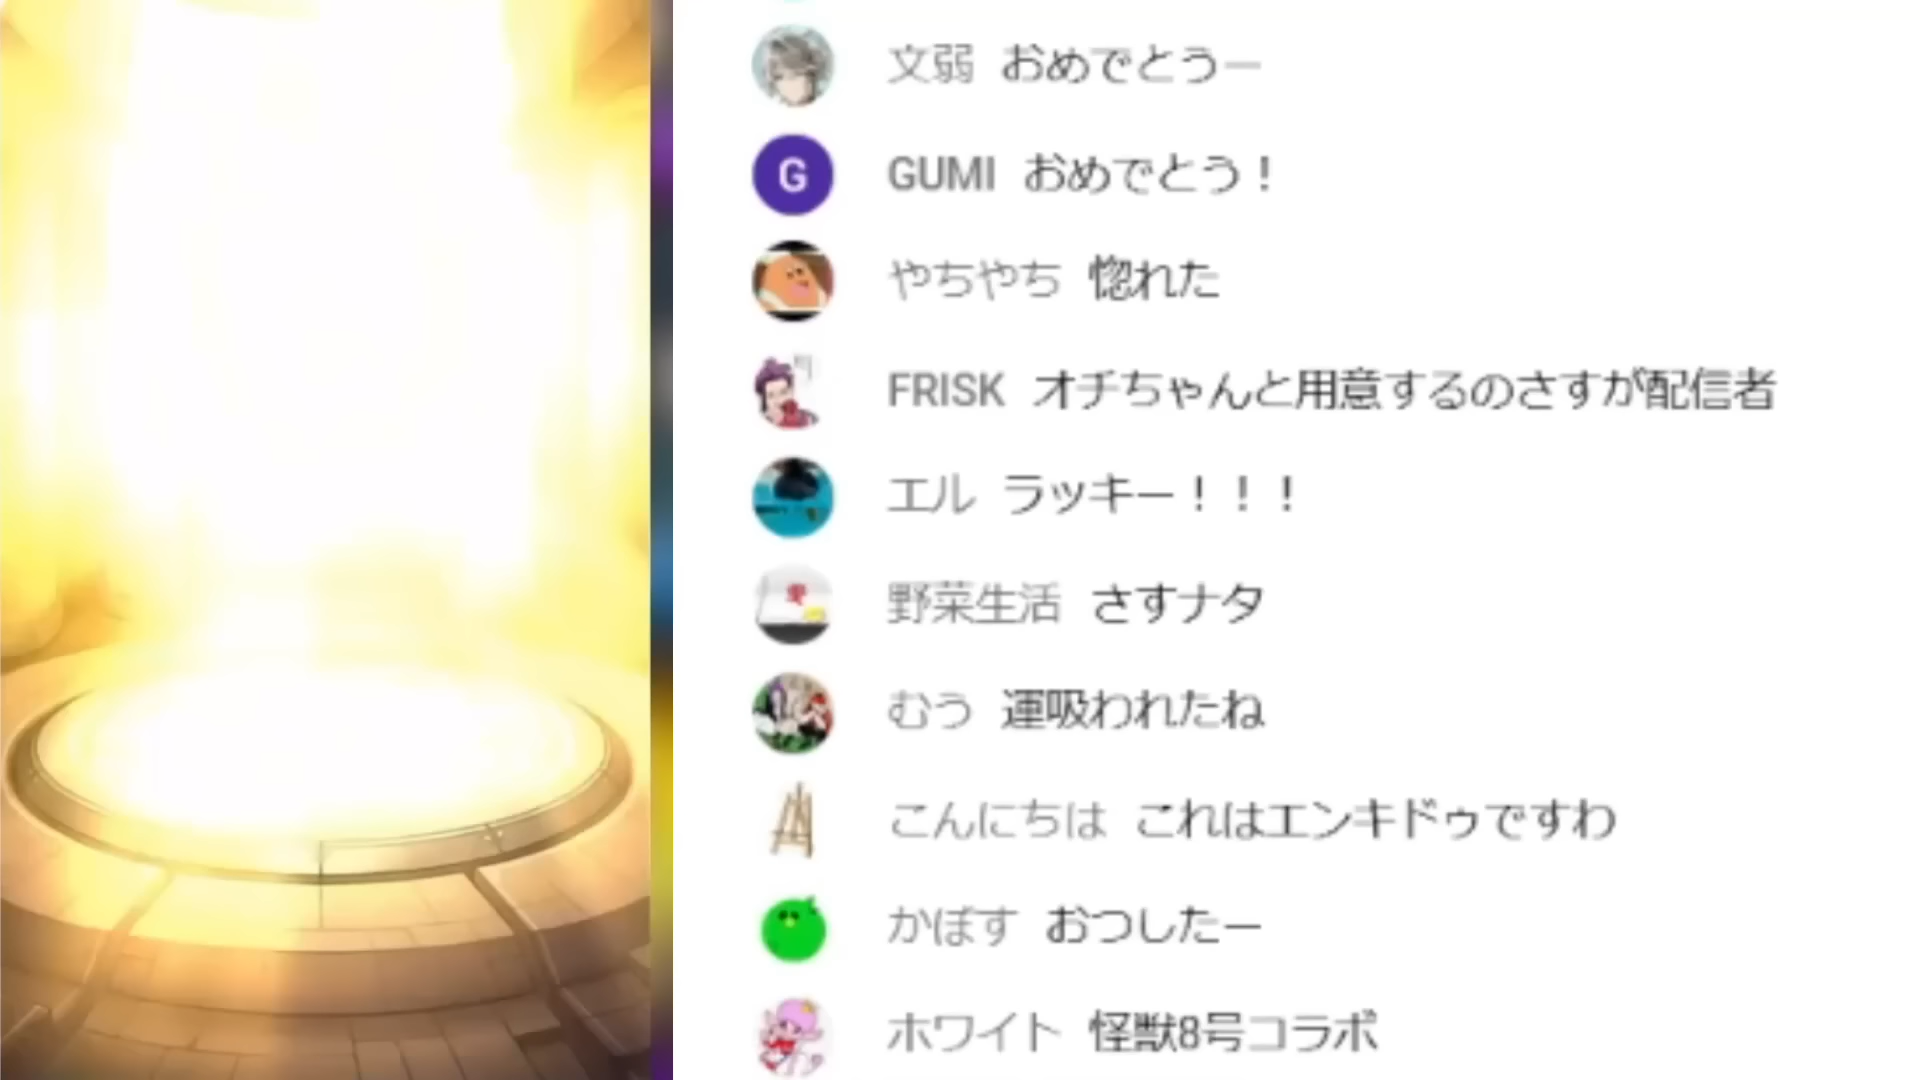 文弱 おめでとうー
G GUMI おめでとう！
やちやち 惚れた
FRISK オチちゃんと用意するのさすが配信者
エル ラッキー！！！
野菜生活 さすナタ
むう 運吸われたね
こんにちは これはエンキドゥですわ
かぼす おつしたー
ホワイト 怪獣8号コラボ